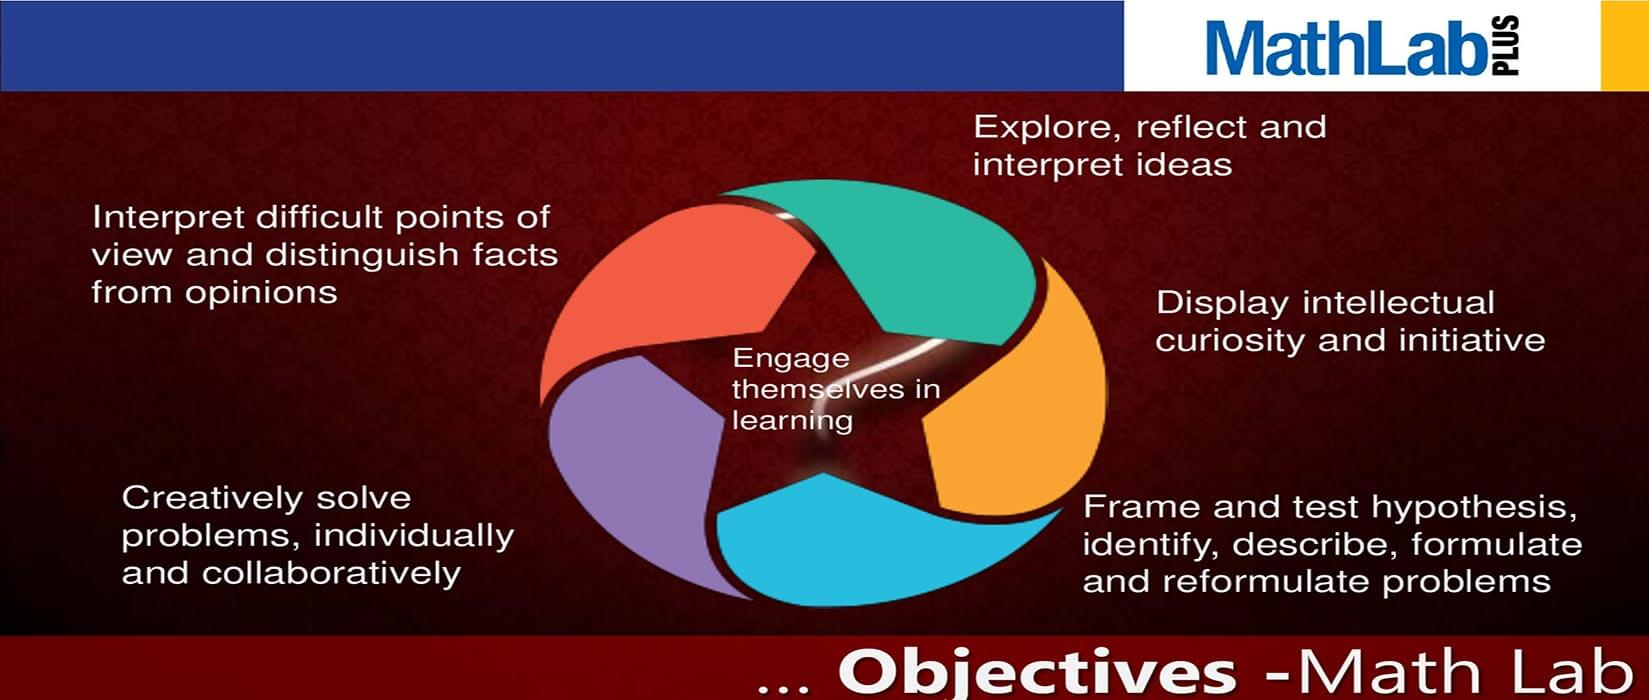 MathLab PLUS
Explore, reflect and
interpret ideas
Interpret difficult points of
view and distinguish facts
from opinions
Display intellectual
curiosity and initiative
Engage
themselves in
learning
Creatively solve
problems, individually
and collaboratively
Frame and test hypothesis,
identify, describe, formulate
and reformulate problems
... Objectives -Math Lab